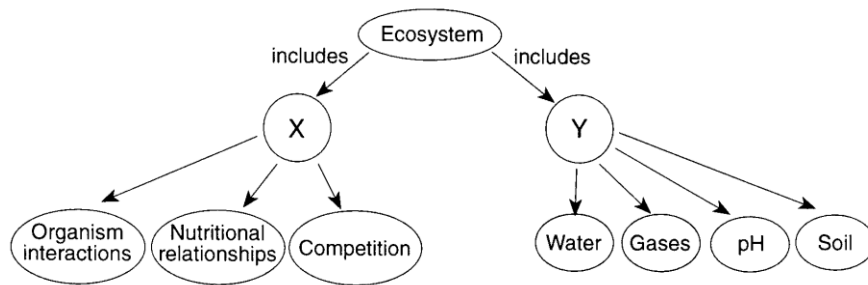 Ecosystem
includes
includes
X
Y
Organism
interactions
Nutritional
relationships
Competition
Water
Gases
pH
Soil